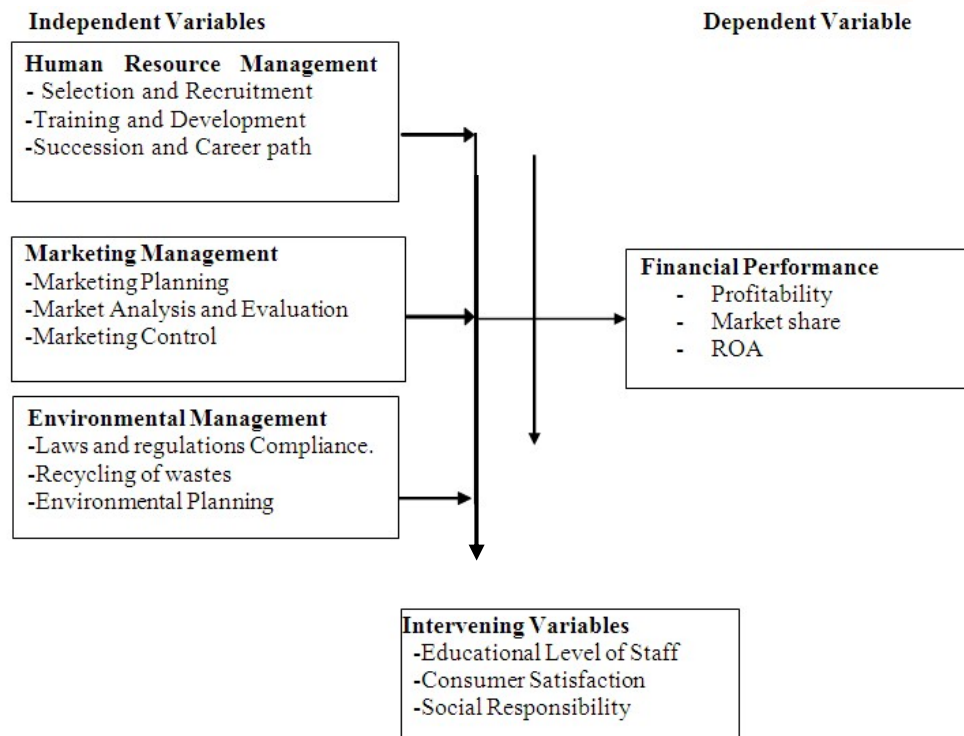 Independent Variables
Dependent Variable
Human Resource Management
- Selection and Recruitment
-Training and Development
-Succession and Career path
Marketing Management
-Marketing Planning
-Market Analysis and Evaluation
-Marketing Control
Financial Performance
- Profitability
- Market share
- ROA
Environmental Management
-Laws and regulations Compliance.
-Recycling of wastes
-Environmental Planning
Intervening Variables
-Educational Level of Staff
-Consumer Satisfaction
-Social Responsibility